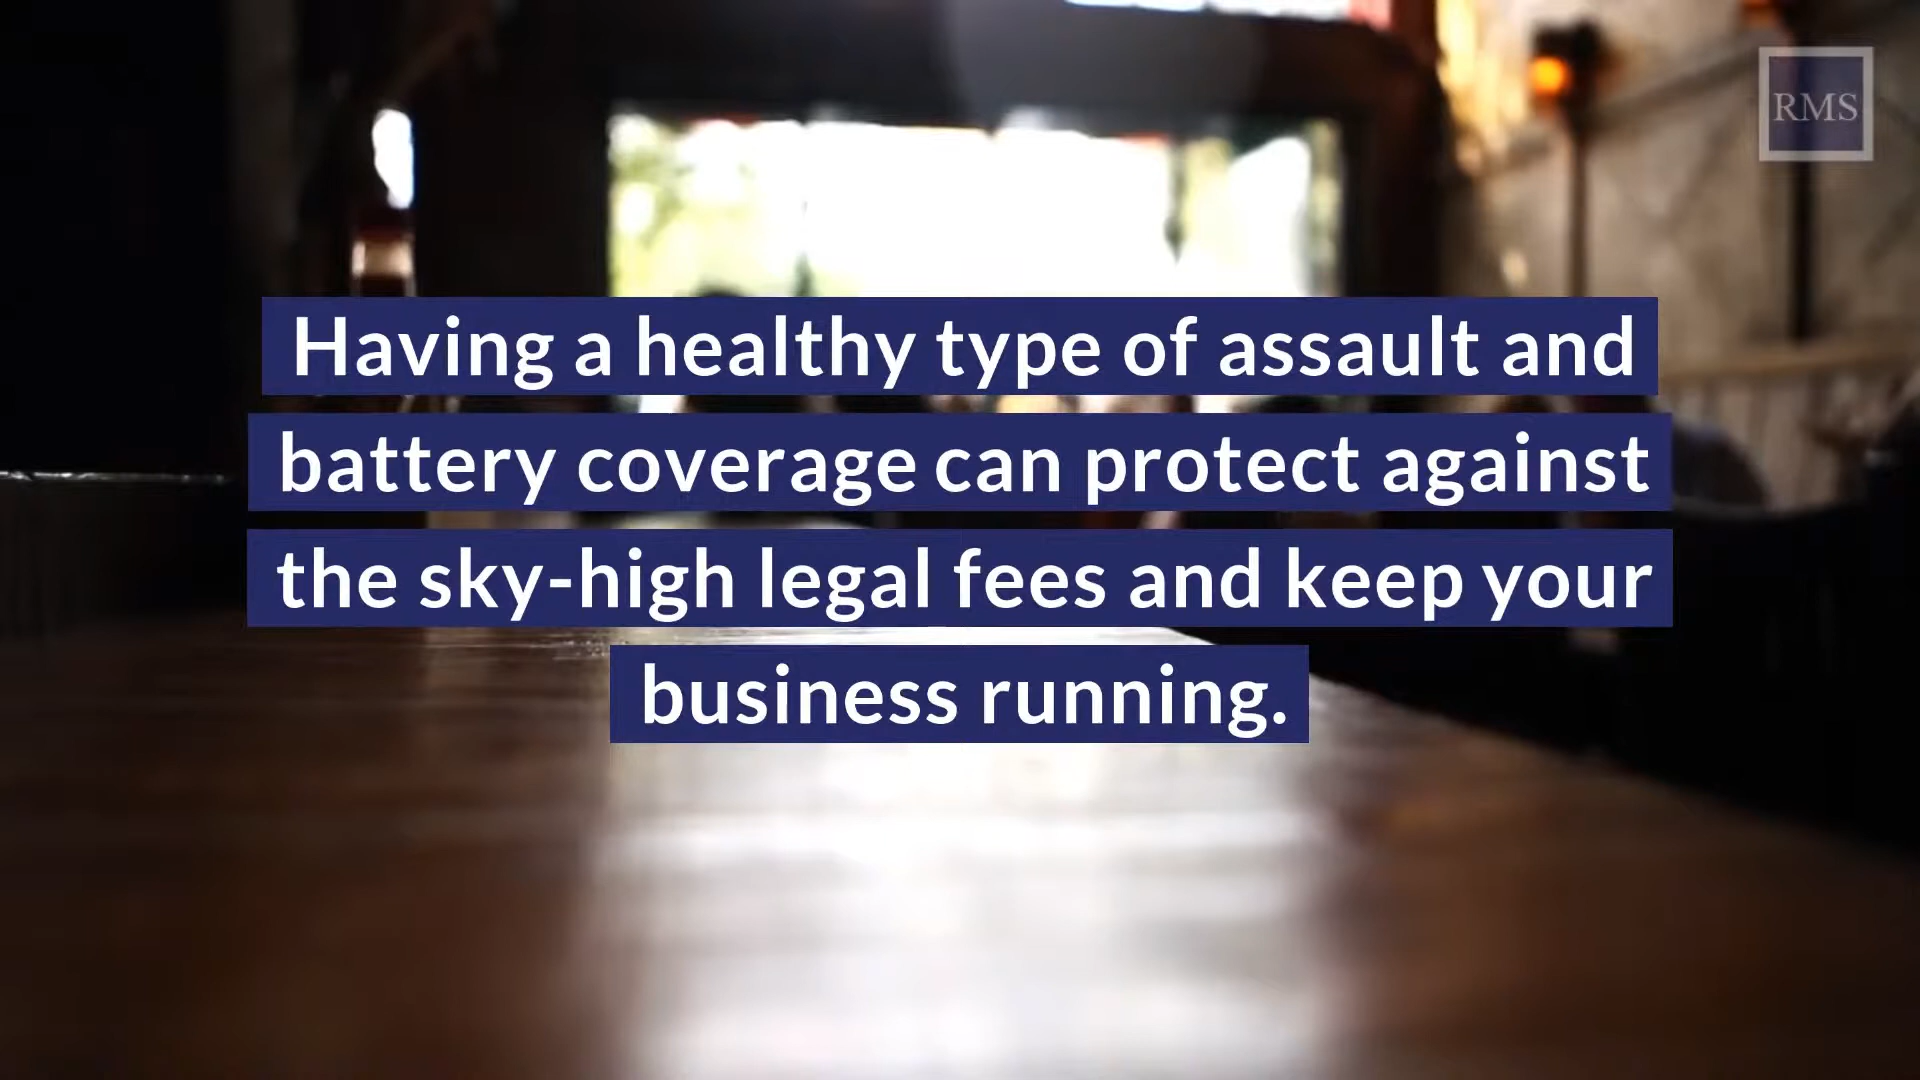 RMS
Having a healthy type of assault and
battery coverage can protect against
the sky-high legal fees and keep your
business running.